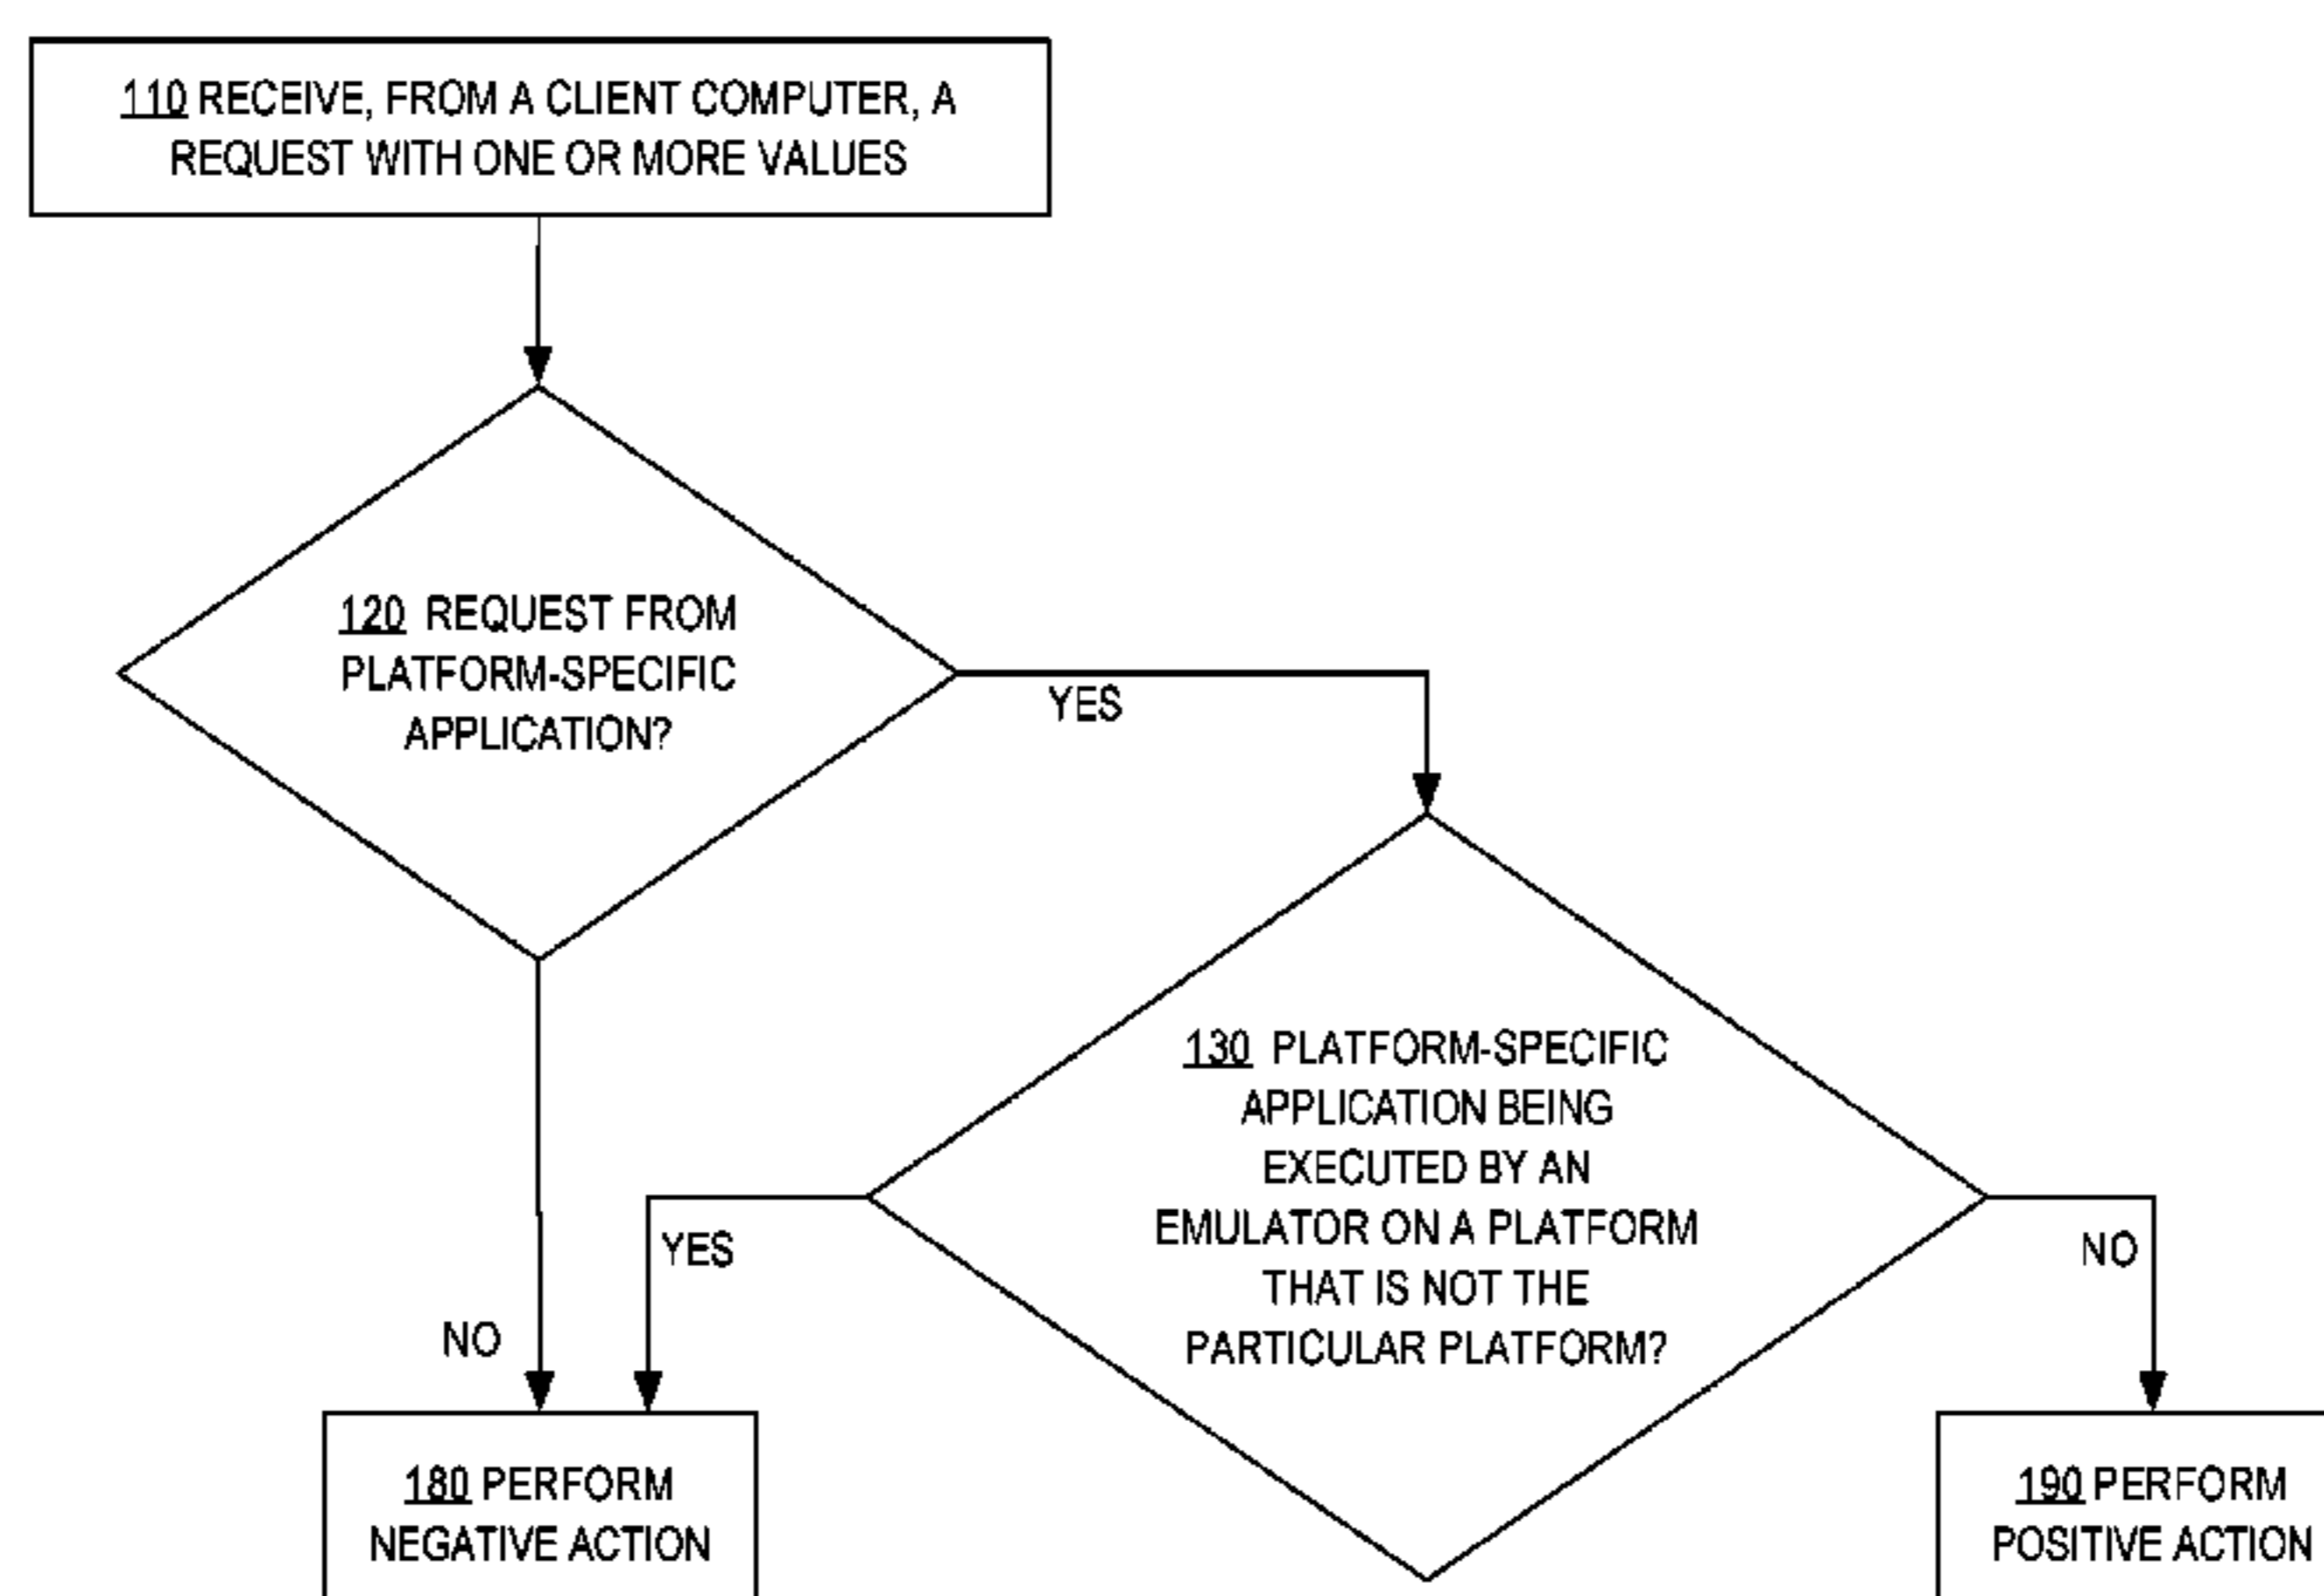 110 RECEIVE, FROM A CLIENT COMPUTER, A
REQUEST WITH ONE OR MORE VALUES
120 REQUEST FROM
PLATFORM-SPECIFIC
APPLICATION?
YES
130 PLATFORM-SPECIFIC
APPLICATION BEING
EXECUTED BY AN
EMULATOR ON A PLATFORM
THAT IS NOT THE
PARTICULAR PLATFORM?
YES
NO
NO
180 PERFORM
NEGATIVE ACTION
190 PERFORM
POSITIVE ACTION